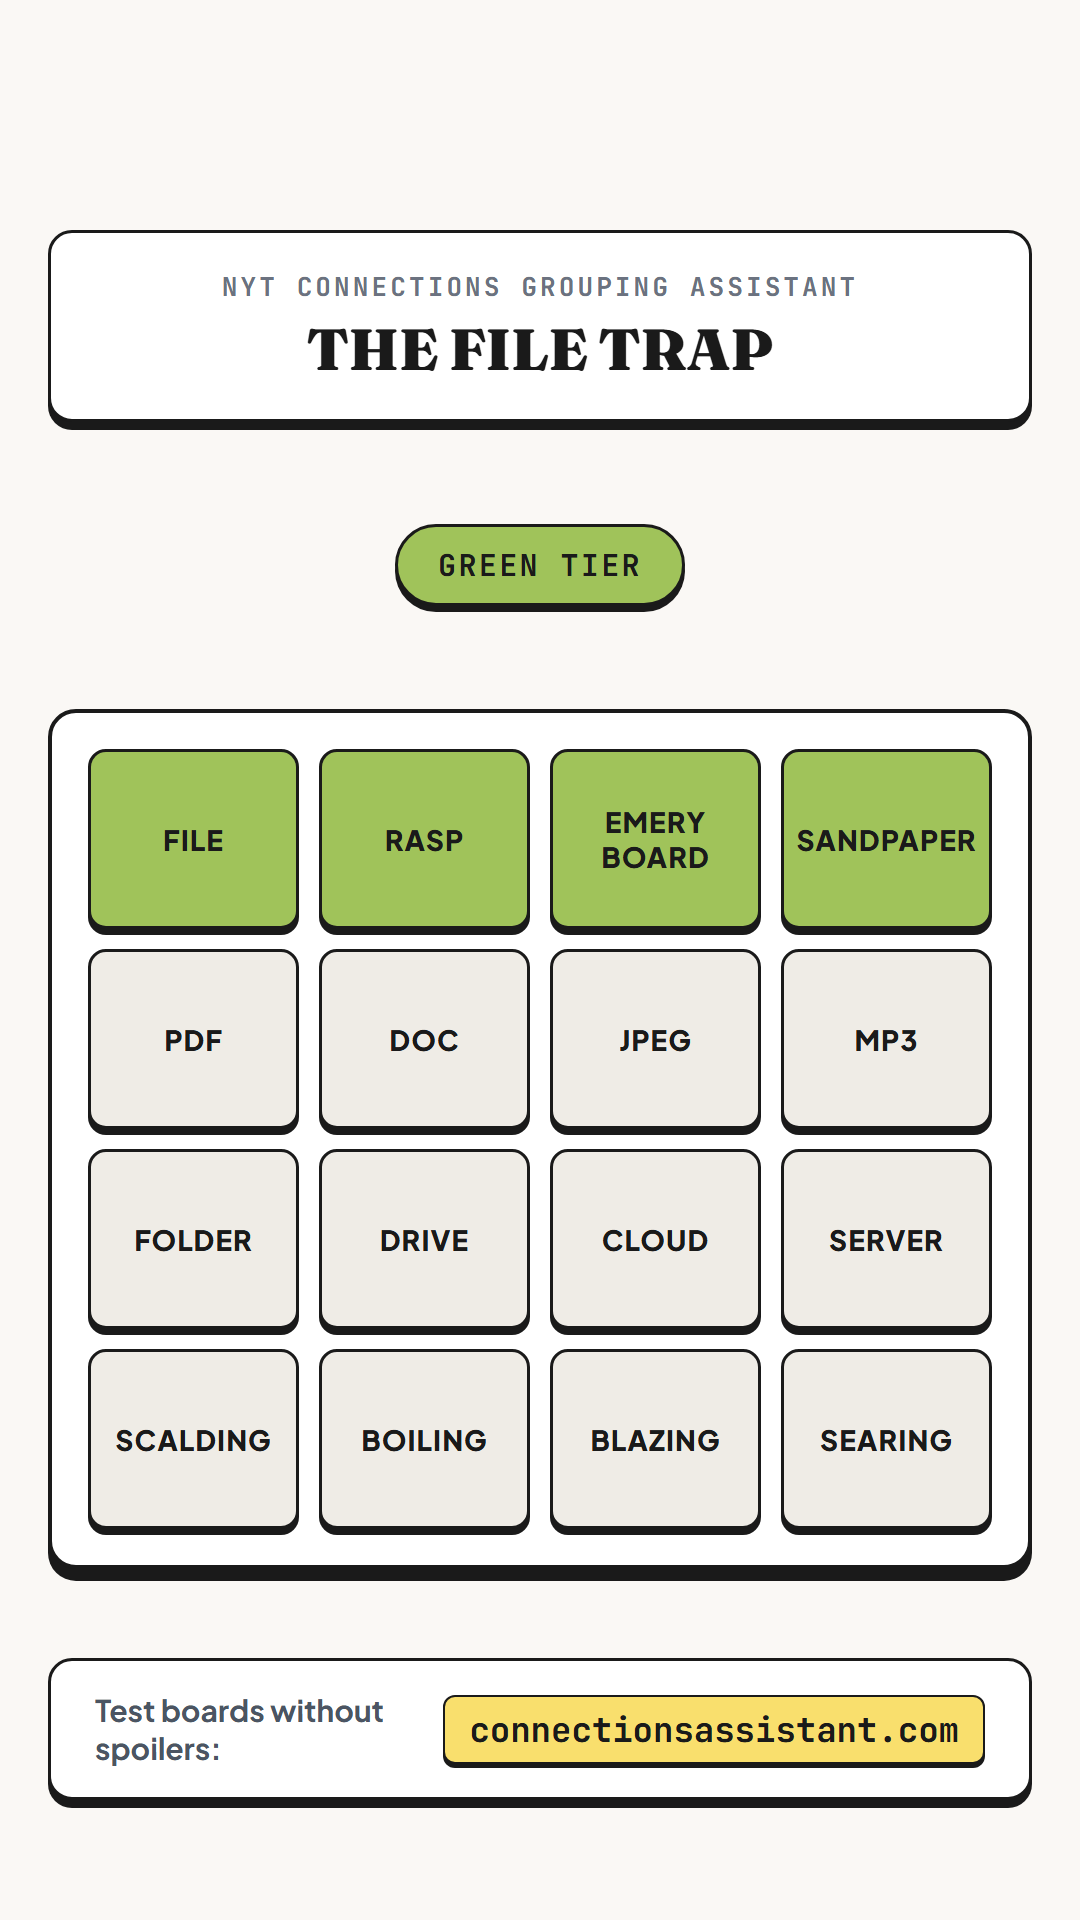 NYT CONNECTIONS GROUPING ASSISTANT
THE FILE TRAP
GREEN TIER
FILE
RASP
EMERY
BOARD
SANDPAPER
PDF
DOC
JPEG
MP3
FOLDER
DRIVE
CLOUD
SERVER
SCALDING
BOILING
BLAZING
SEARING
Test boards without
spoilers:
connectionsassistant.com